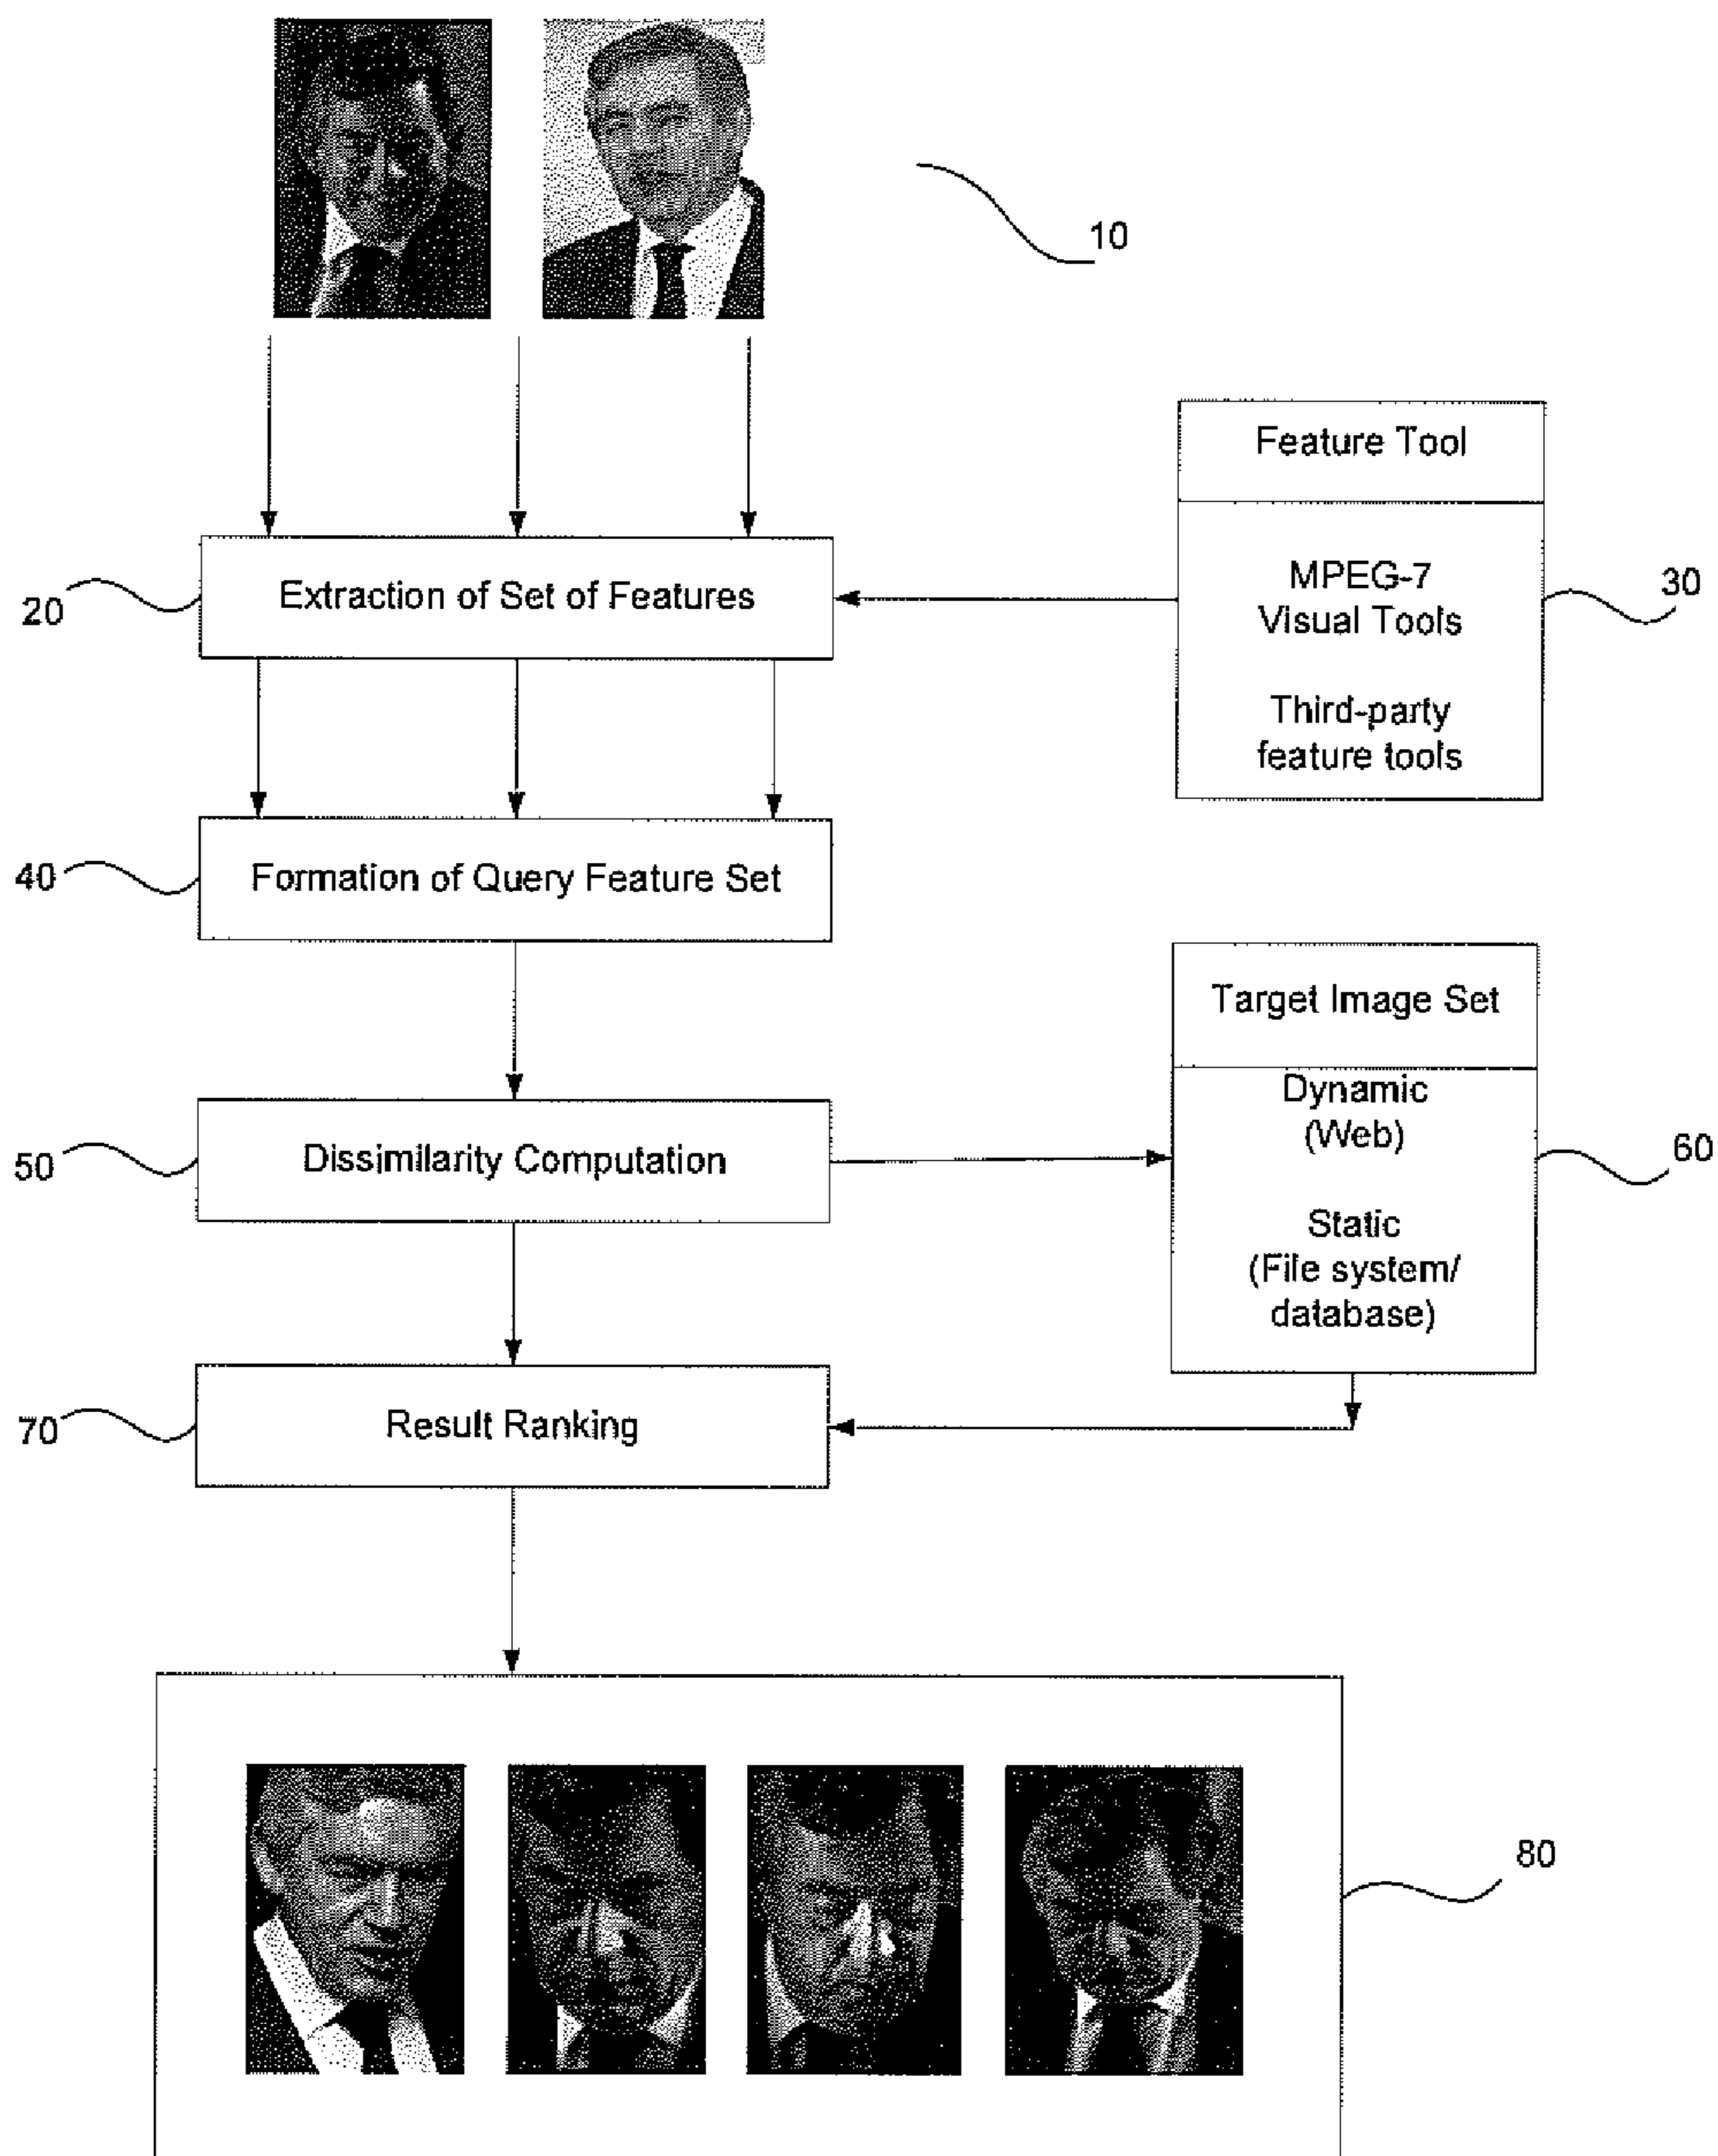 10
Feature Tool
20
Extraction of Set of Features
MPEG-7
Visual Tools
30
Third-party
feature tools
40
Formation of Query Feature Set
Target Image Set
50
Dissimilarity Computation
Dynamic
(Web)
60
Static
(File system/
database)
70
Result Ranking
80